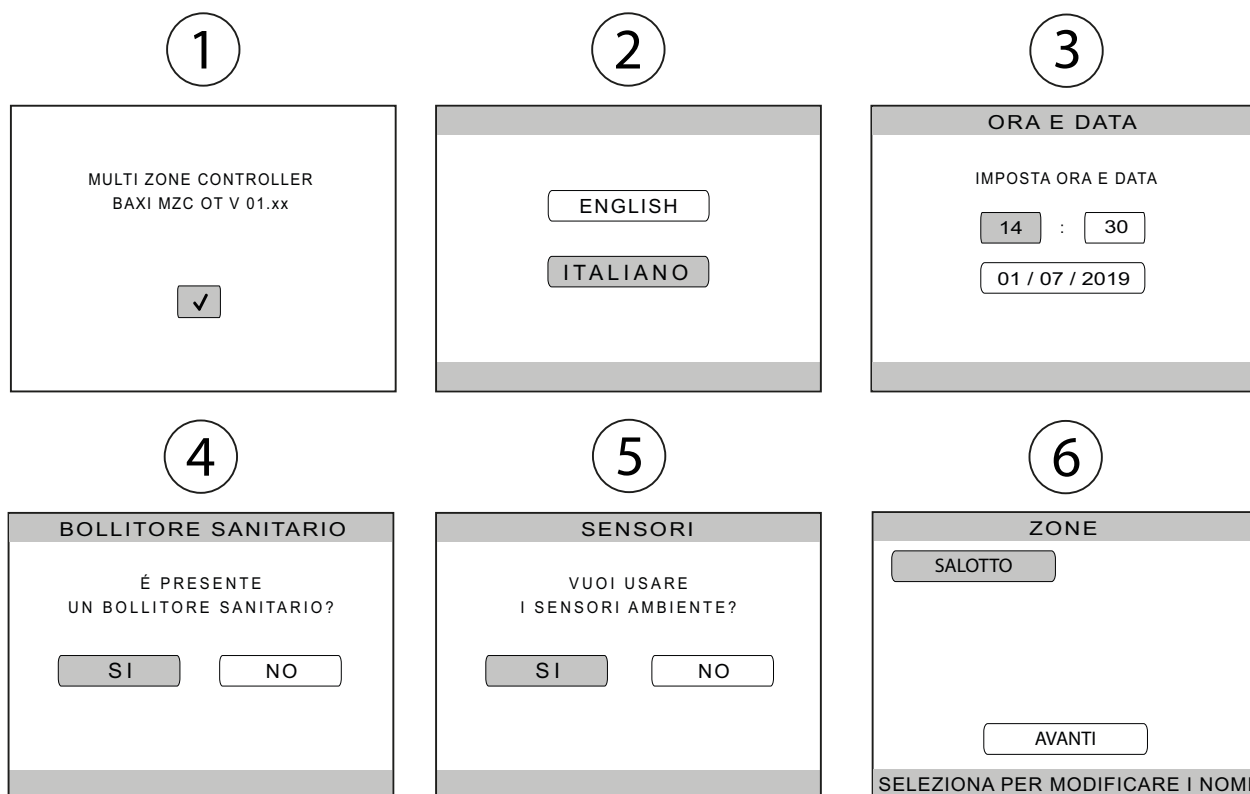 1
MULTI ZONE CONTROLLER
BAXI MZC OT V 01.xx
✓
2
ENGLISH
ITALIANO
3
ORA E DATA
IMPOSTA ORA E DATA
14 : 30
01 / 07 / 2019
4
BOLLITORE SANITARIO
É PRESENTE
UN BOLLITORE SANITARIO?
SI NO
5
SENSORI
VUOI USARE
I SENSORI AMBIENTE?
SI NO
6
ZONE
SALOTTO
AVANTI
SELEZIONA PER MODIFICARE I NOMI